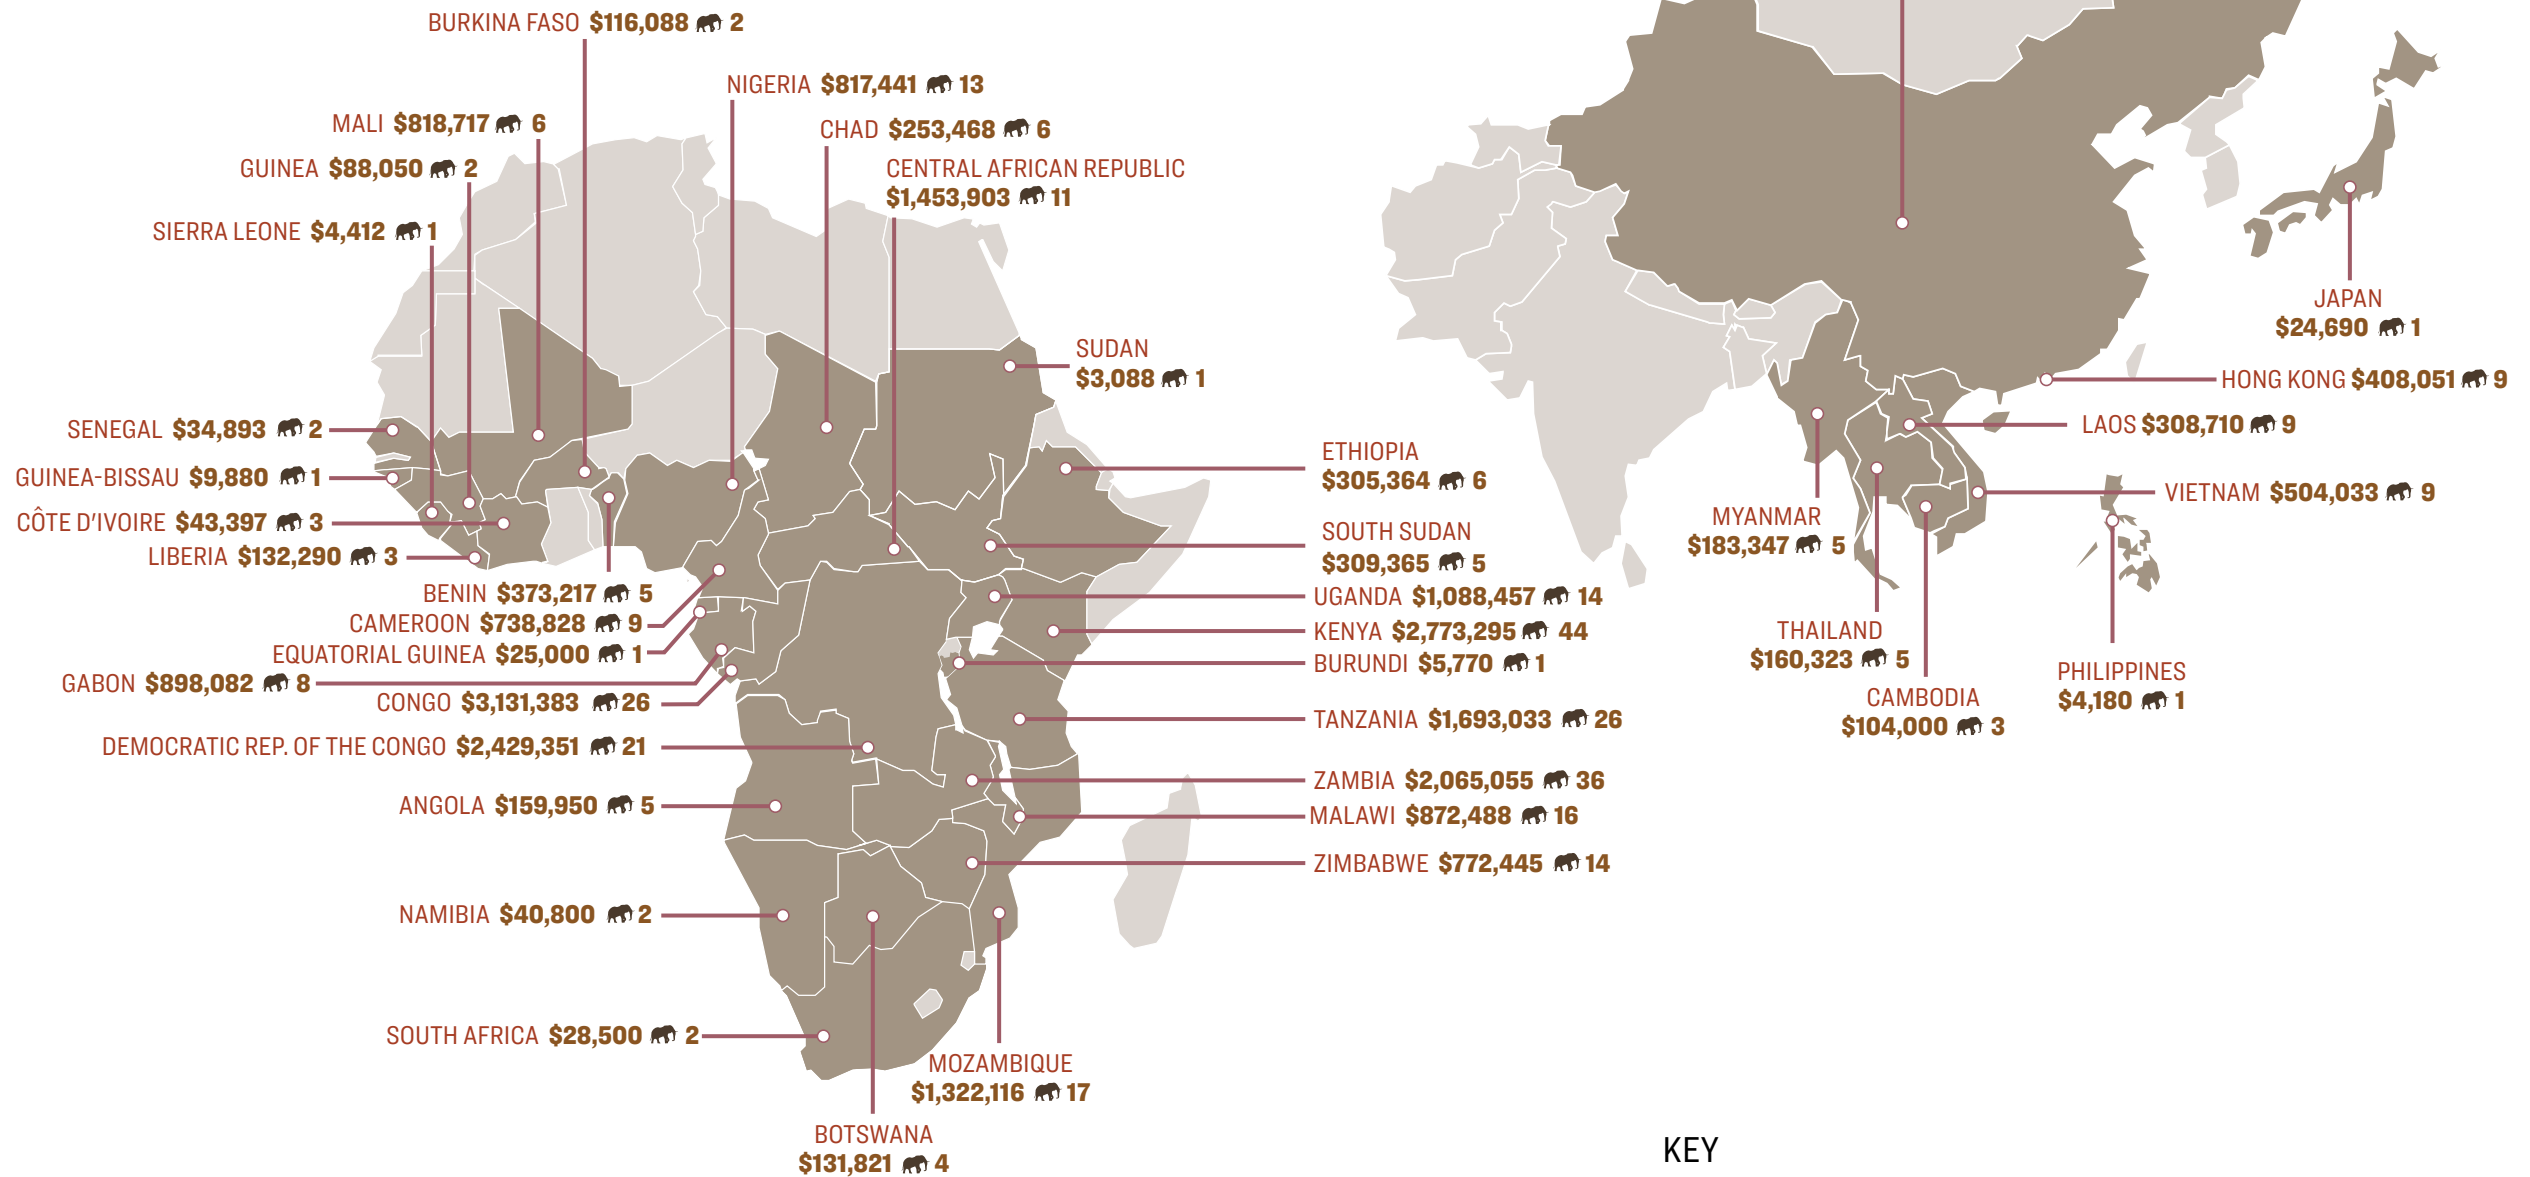 BURKINA FASO $116,088 2
NIGERIA $817,441 13
MALI $818,717 6
CHAD $253,468 6
GUINEA $88,050 2
CENTRAL AFRICAN REPUBLIC
$1,453,903 11
SIERRA LEONE $4,412 1
SUDAN
$3,088 1
SENEGAL $34,893 2
GUINEA-BISSAU $9,880 1
CÔTE D'IVOIRE $43,397 3
LIBERIA $132,290 3
BENIN $373,217 5
CAMEROON $738,828 9
EQUATORIAL GUINEA $25,000 1
GABON $898,082 8
CONGO $3,131,383 26
DEMOCRATIC REP. OF THE CONGO $2,429,351 21
ANGOLA $159,950 5
NAMIBIA $40,800 2
SOUTH AFRICA $28,500 2
MOZAMBIQUE
$1,322,116 17
BOTSWANA
$131,821 4
ETHIOPIA
$305,364 6
SOUTH SUDAN
$309,365 5
UGANDA $1,088,457 14
KENYA $2,773,295 44
BURUNDI $5,770 1
TANZANIA $1,693,033 26
ZAMBIA $2,065,055 36
MALAWI $872,488 16
ZIMBABWE $772,445 14
JAPAN
$24,690 1
HONG KONG $408,051 9
LAOS $308,710 9
VIETNAM $504,033 9
MYANMAR
$183,347 5
THAILAND
$160,323 5
CAMBODIA
$104,000 3
PHILIPPINES
$4,180 1
KEY